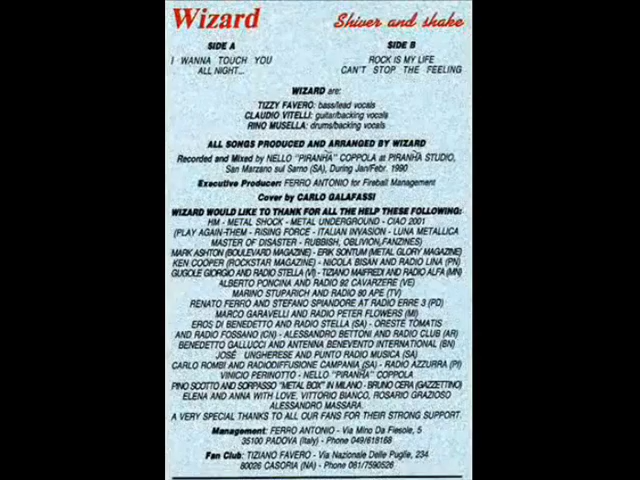 Wizard Shiver and shake
SIDE A SIDE B
I WANNA TOUCH YOU ROCK IS MY LIFE
ALL NIGHT... CAN'T STOP THE FEELING
WIZARD are:
TIZZY FAVERO: bass/lead vocals
CLAUDIO VITELLI: guitar/backing vocals
RINO MUSELLA: drums/backing vocals
ALL SONGS PRODUCED AND ARRANGED BY WIZARD
Recorded and Mixed by NELLO "PIRANHA" COPPOLA at PIRANHA STUDIO,
San Marzano sul Sarno (SA), During Jan/Febr. 1990
Executive Producer: FERRO ANTONIO for Fireball Management
Cover by CARLO GALAFASSI
WIZARD WOULD LIKE TO THANK FOR ALL THE HELP THESE FOLLOWING:
HM - METAL SHOCK - METAL UNDERGROUND - CIAO 2001
(PLAY AGAIN-THEM - RISING FORCE - ITALIAN INVASION - LUNA METALLICA
MASTER OF DISASTER - RUBBISH, OBLIVION,FANZINES)
MARK ASHTON (BOULEVARD MAGAZINE) - ERIK SONTUM (METAL GLORY MAGAZINE)
KEN COOPER (ROCKSTAR MAGAZINE) - NICOLA BISAN AND RADIO LINA (PN)
GUGOLE GIORGIO AND RADIO STELLA (VI) - TIZIANO MAIFREDI AND RADIO ALFA (MN)
ALBERTO PONCINA AND RADIO 92 CAVARZERE (VE)
MARINO STUPARICH AND RADIO 80 APE (TV)
RENATO FERRO AND STEFANO SPIANDORE AT RADIO ERRE 3 (PD)
MARCO GARAVELLI AND RADIO PETER FLOWERS (MI)
EROS DI BENEDETTO AND RADIO STELLA (SA) - ORESTE TOMATIS
AND RADIO FOSSANO (CN) - ALESSANDRO BETTONI AND RADIO CLUB (AR)
BENEDETTO GALLUCCI AND ANTENNA BENEVENTO INTERNATIONAL (BN)
JOSÉ UNGHERESE AND PUNTO RADIO MUSICA (SA)
CARLO ROMBI AND RADIODIFFUSIONE CAMPANIA (SA) - RADIO AZZURRA (PI)
VINICIO PERINOTTO - NELLO "PIRANHA" COPPOLA
PINO SCOTTO AND SORPASSO "METAL BOX" IN MILANO - BRUNO CERA (GAZZETTINO)
ELENA AND ANNA WITH LOVE, VITTORIO BIANCO, ROSARIO GRAZIOSO
ALESSANDRO MASSARA.
A VERY SPECIAL THANKS TO ALL OUR FANS FOR THEIR STRONG SUPPORT.
Management: FERRO ANTONIO - Via Mino Da Fiesole, 5
35100 PADOVA (Italy) - Phone 049/618168
Fan Club: TIZIANO FAVERO - Via Nazionale Delle Puglie, 234
80026 CASORIA (NA) - Phone 081/7590526